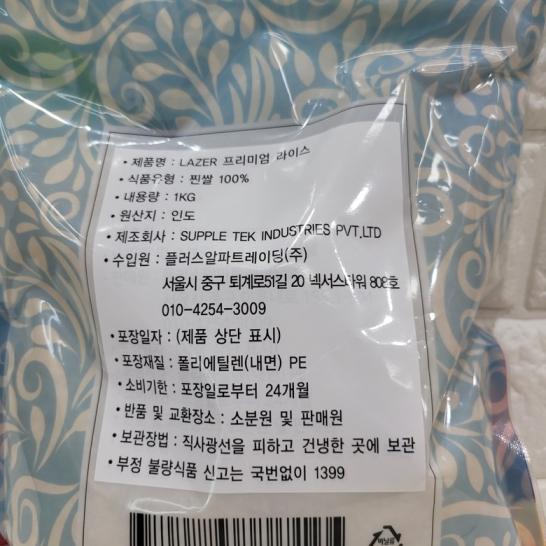 • 제품명 : LAZER 프리미엄 라이스
• 식품유형 : 찐쌀 100%
• 내용량 : 1KG
• 원산지 : 인도
• 제조회사 : SUPPLE TEK INDUSTRIES PVT.LTD
• 수입원 : 플러스알파트레이딩(주)
서울시 중구 퇴계로51길 20 넥서스타워 802호
010-4254-3009
• 포장일자 : (제품 상단 표시)
• 포장재질 : 폴리에틸렌(내면) PE
• 소비기한 : 포장일로부터 24개월
• 반품 및 교환장소 : 소분원 및 판매원
• 보관장법 : 직사광선을 피하고 건냉한 곳에 보관
• 부정 불량식품 신고는 국번없이 1399
비닐류